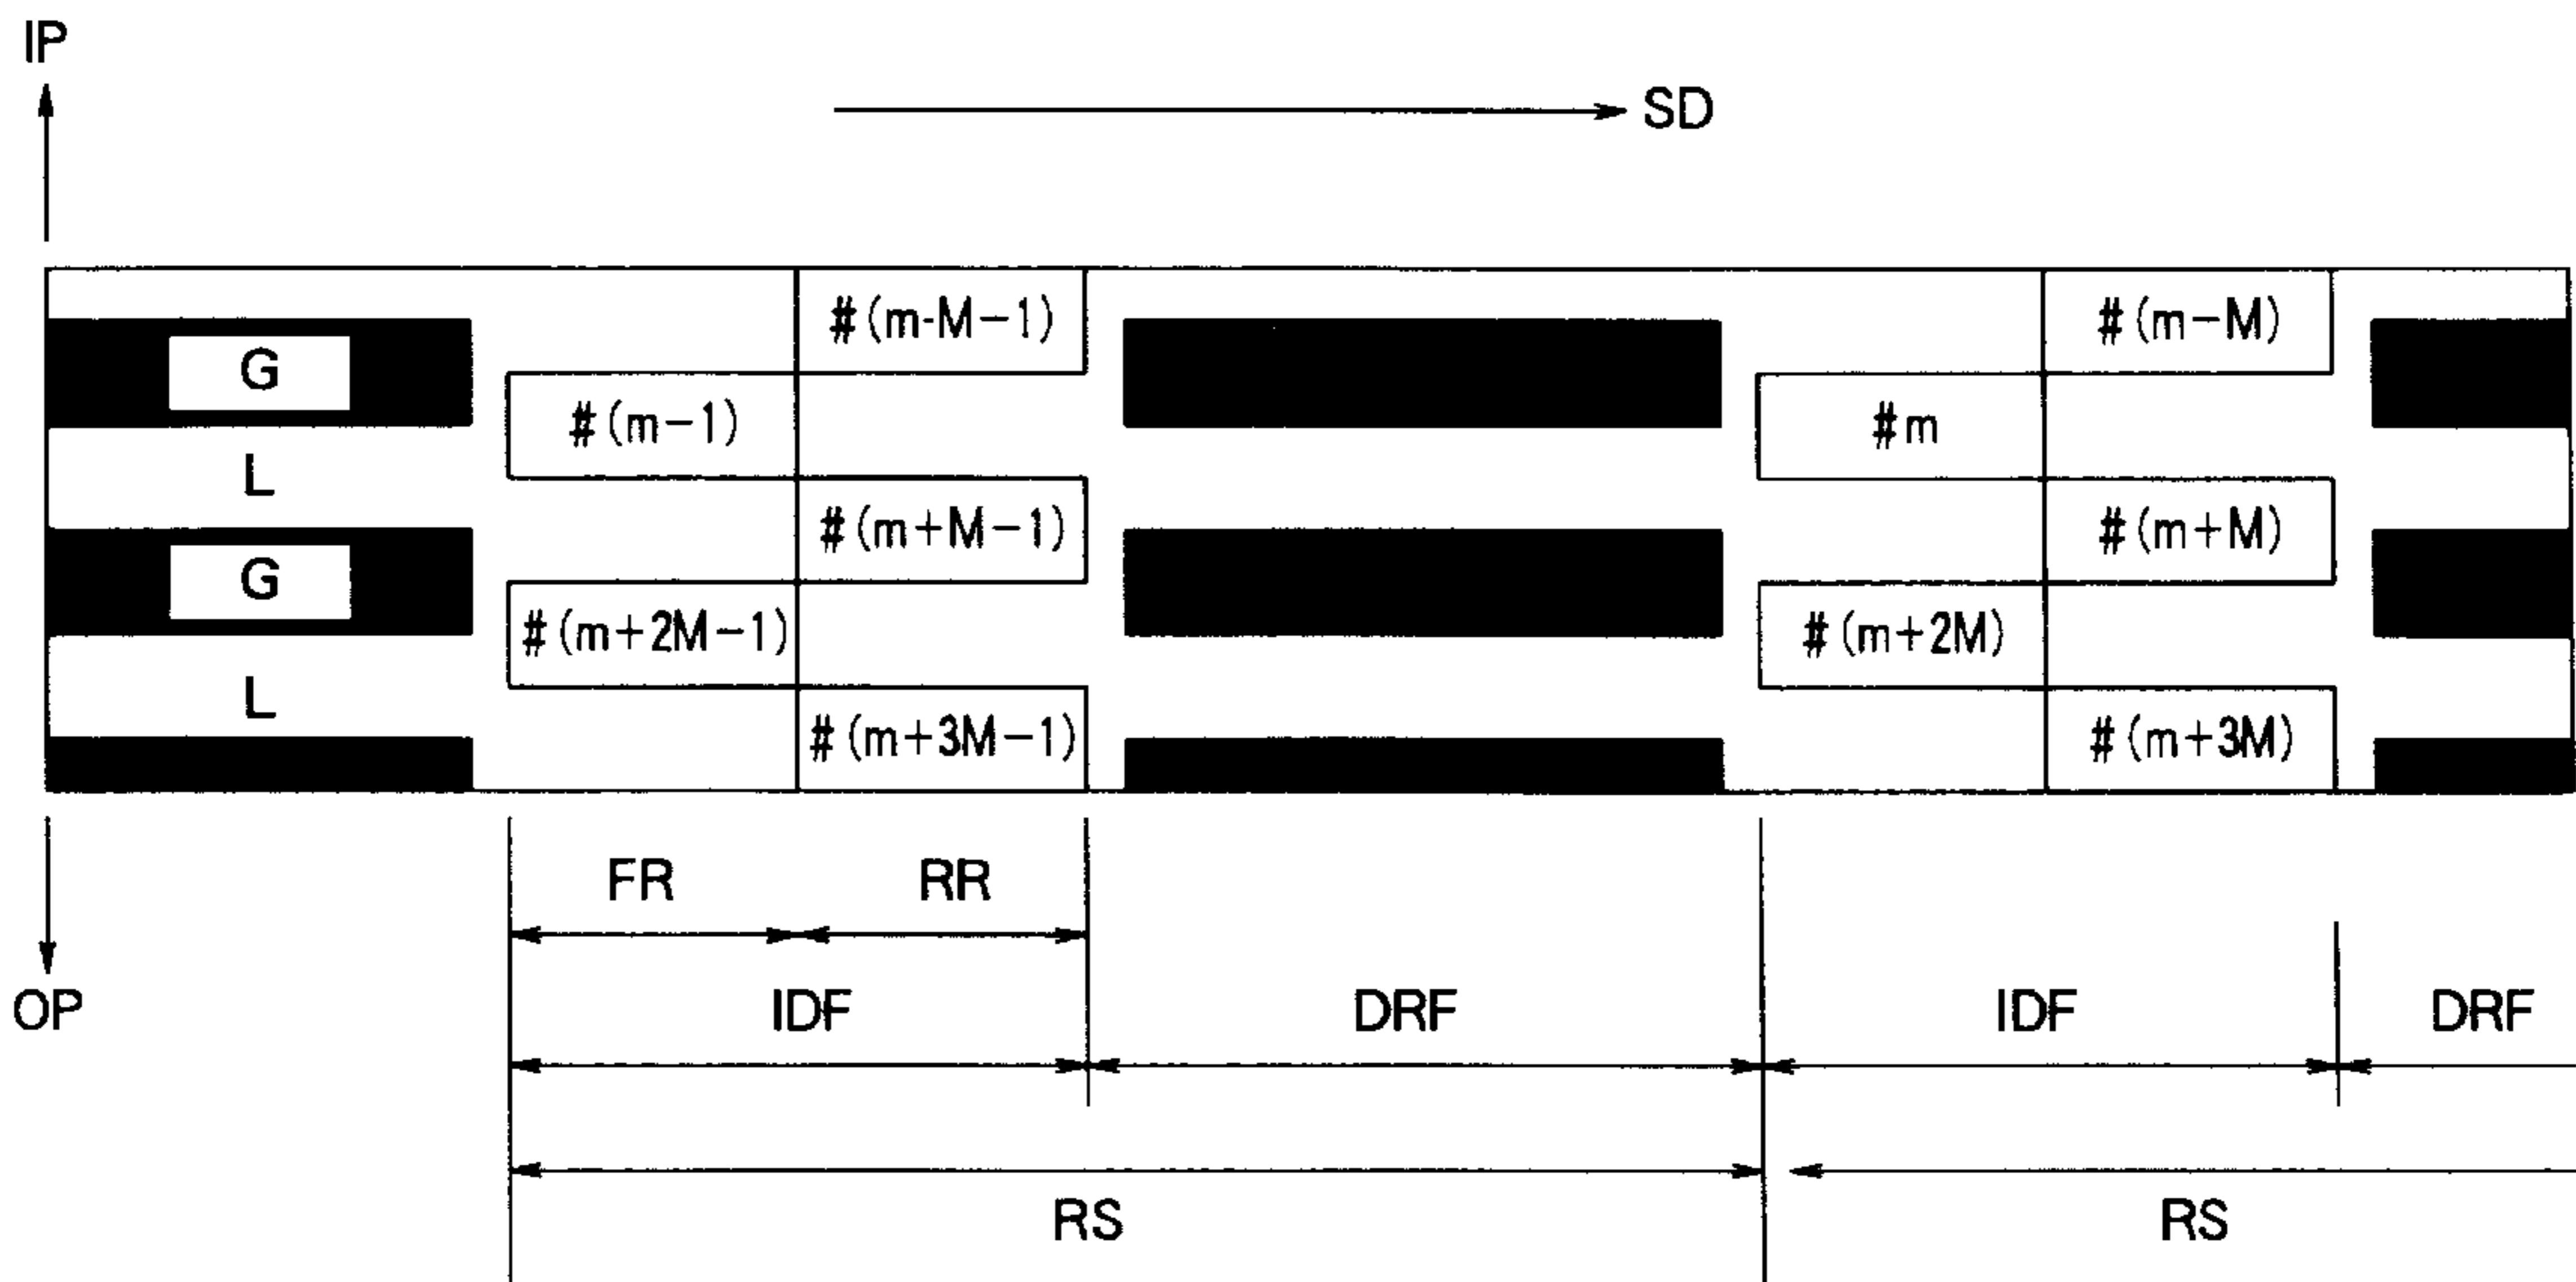 IP
SD
#(m-M-1)
#(m-M)
G
#(m-1)
#m
L
#(m+M-1)
#(m+M)
G
#(m+2M-1)
#(m+2M)
L
#(m+3M-1)
#(m+3M)
FR
RR
OP
IDF
DRF
IDF
DRF
RS
RS